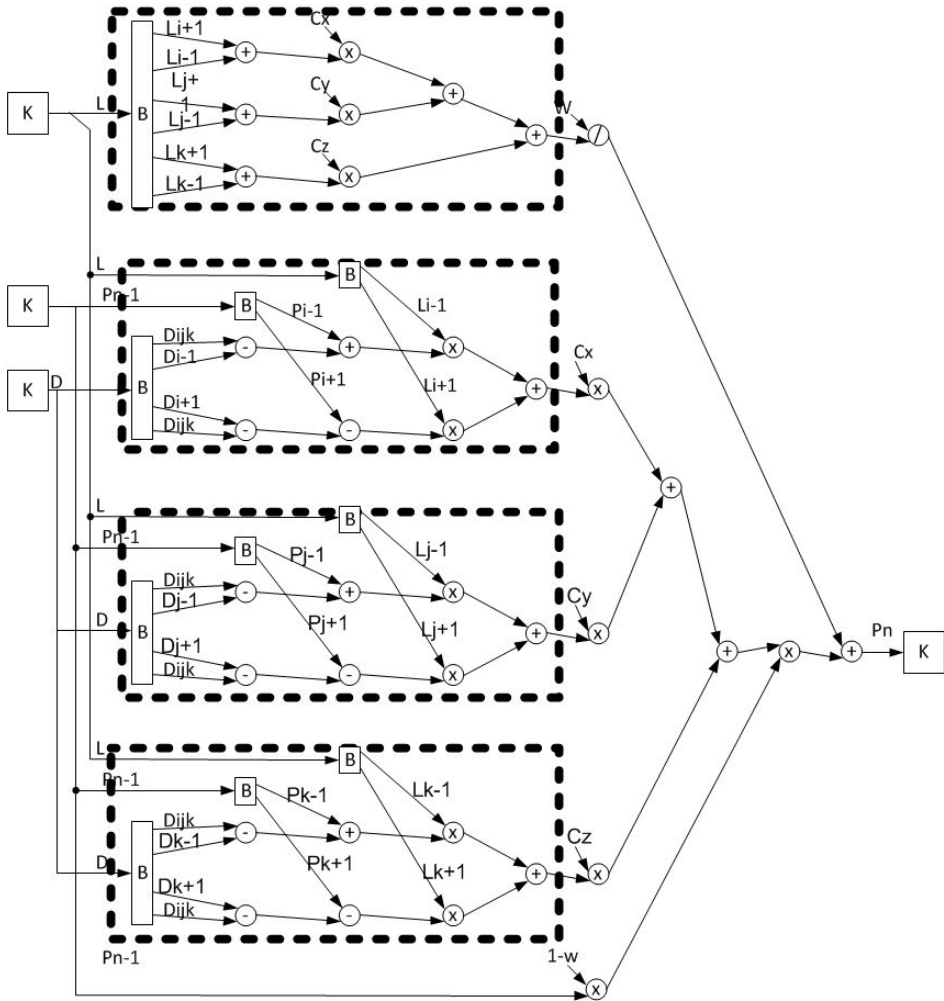 Cx
Li+1
+
x
Li-1
Lj+
Cy
+
K
L
B
1
+
x
W
Lj-1
+
/
Cz
Lk+1
+
x
Lk-1
L
B
K
Pn-1
B
Pi-1
Li-1
Dijk
-
+
x
Di-1
Cx
K
D
B
Pi+1
Li+1
+
x
Di+1
Dijk
-
-
x
+
L
B
Pn-1
B
Pj-1
Lj-1
Dijk
-
+
x
Dj-1
Cy
D
B
Pj+1
Lj+1
+
x
Dj+1
Dijk
-
-
x
Pn
+
x
+
K
L
B
Pn-1
B
Pk-1
Lk-1
Dijk
-
+
x
Dk-1
Cz
D
B
Pk+1
Lk+1
+
x
Dk+1
Dijk
-
-
x
Pn-1
1-w
x